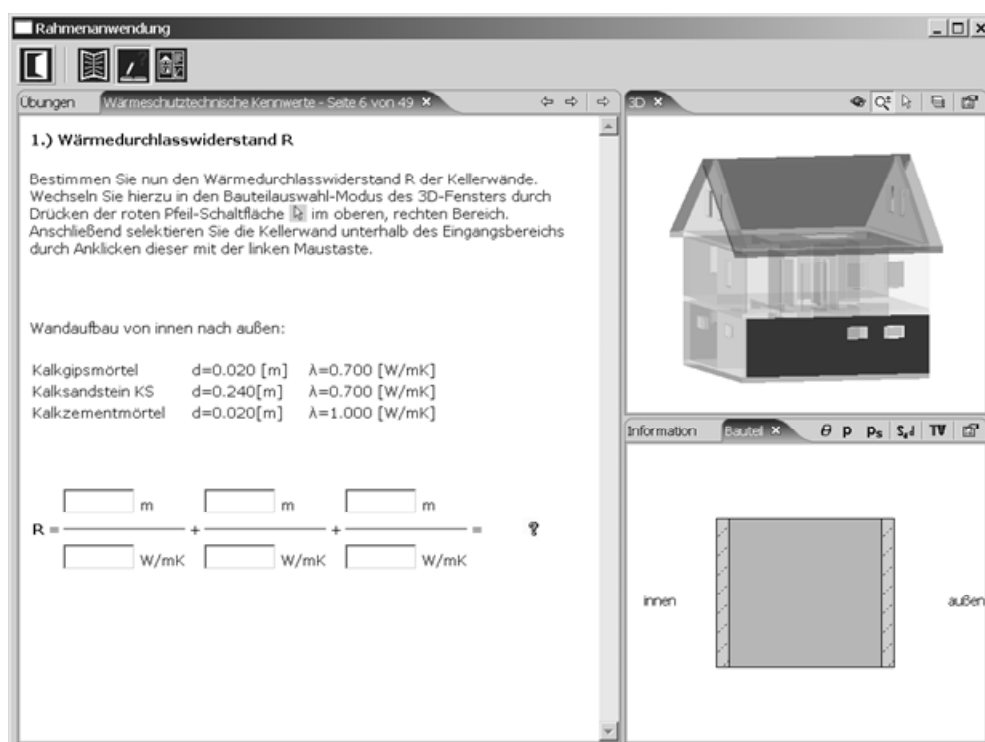 Rahmenanwendung
Übungen Wärmeschutztechnische Kennwerte - Seite 6 von 49
3D
1.) Wärmedurchlasswiderstand R
Bestimmen Sie nun den Wärmedurchlasswiderstand R der Kellerwände.
Wechseln Sie hierzu in den Bauteilauswahl-Modus des 3D-Fensters durch
Drücken der roten Pfeil-Schaltfläche im oberen, rechten Bereich.
Anschließend selektieren Sie die Kellerwand unterhalb des Eingangsbereichs
durch Anklicken dieser mit der linken Maustaste.
Wandaufbau von innen nach außen:
Kalkgipsmörtel d=0.020 [m] λ=0.700 [W/mK]
Kalksandstein KS d=0.240[m] λ=0.700 [W/mK]
Kalkzementmörtel d=0.020[m] λ=1.000 [W/mK]
m m m
R = + + = ?
W/mK W/mK W/mK
Information Bauteil θ p ps Sd TV
innen außen